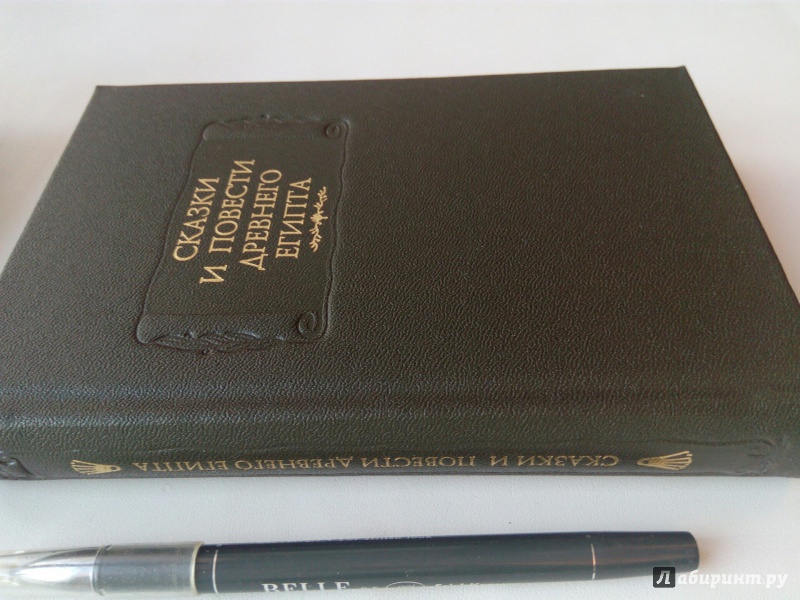 СКАЗКИ
И ПОВЕСТИ
ДРЕВНЕГО
ЕГИПТА
СКАЗКИ И ПОВЕСТИ ДРЕВНЕГО ЕГИПТА
BELLE
Лабиринт.ру